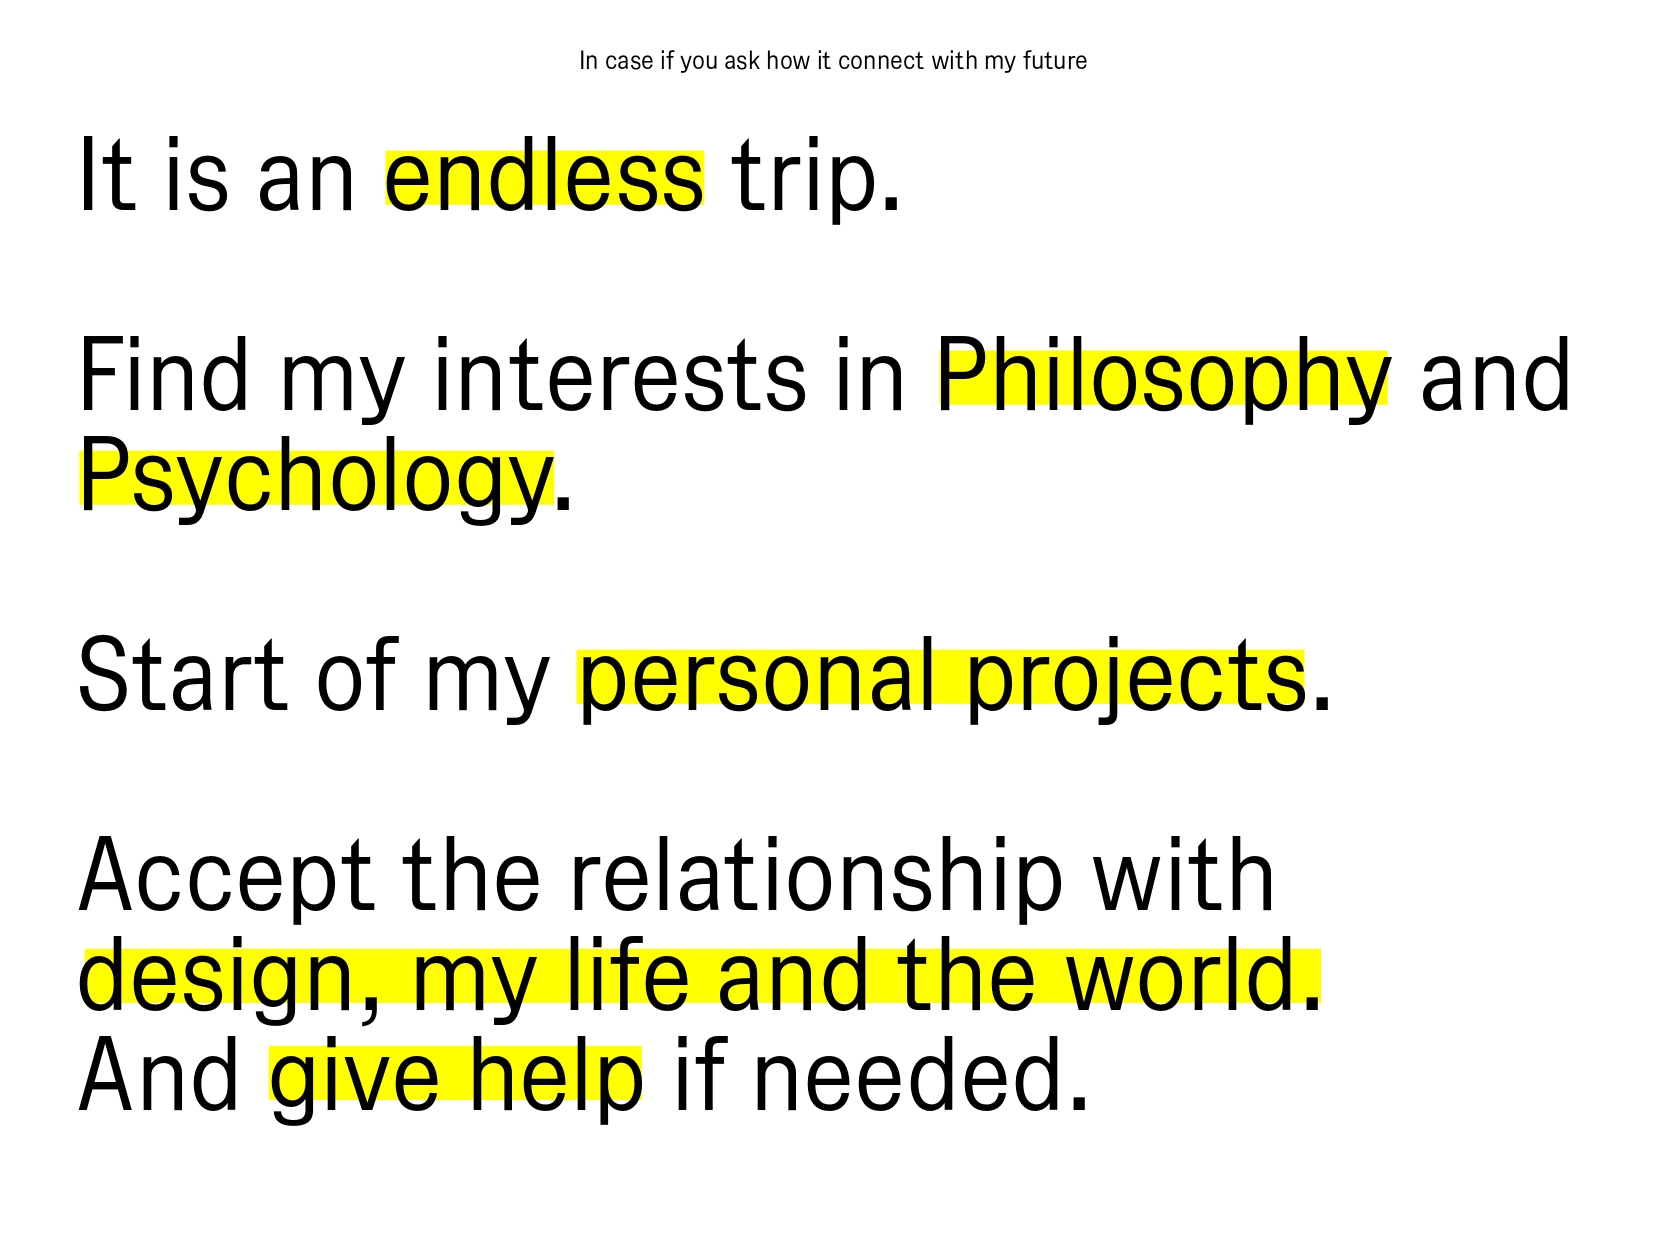 In case if you ask how it connect with my future
It is an endless trip.
Find my interests in Philosophy and
Psychology.
Start of my personal projects.
Accept the relationship with
design, my life and the world.
And give help if needed.